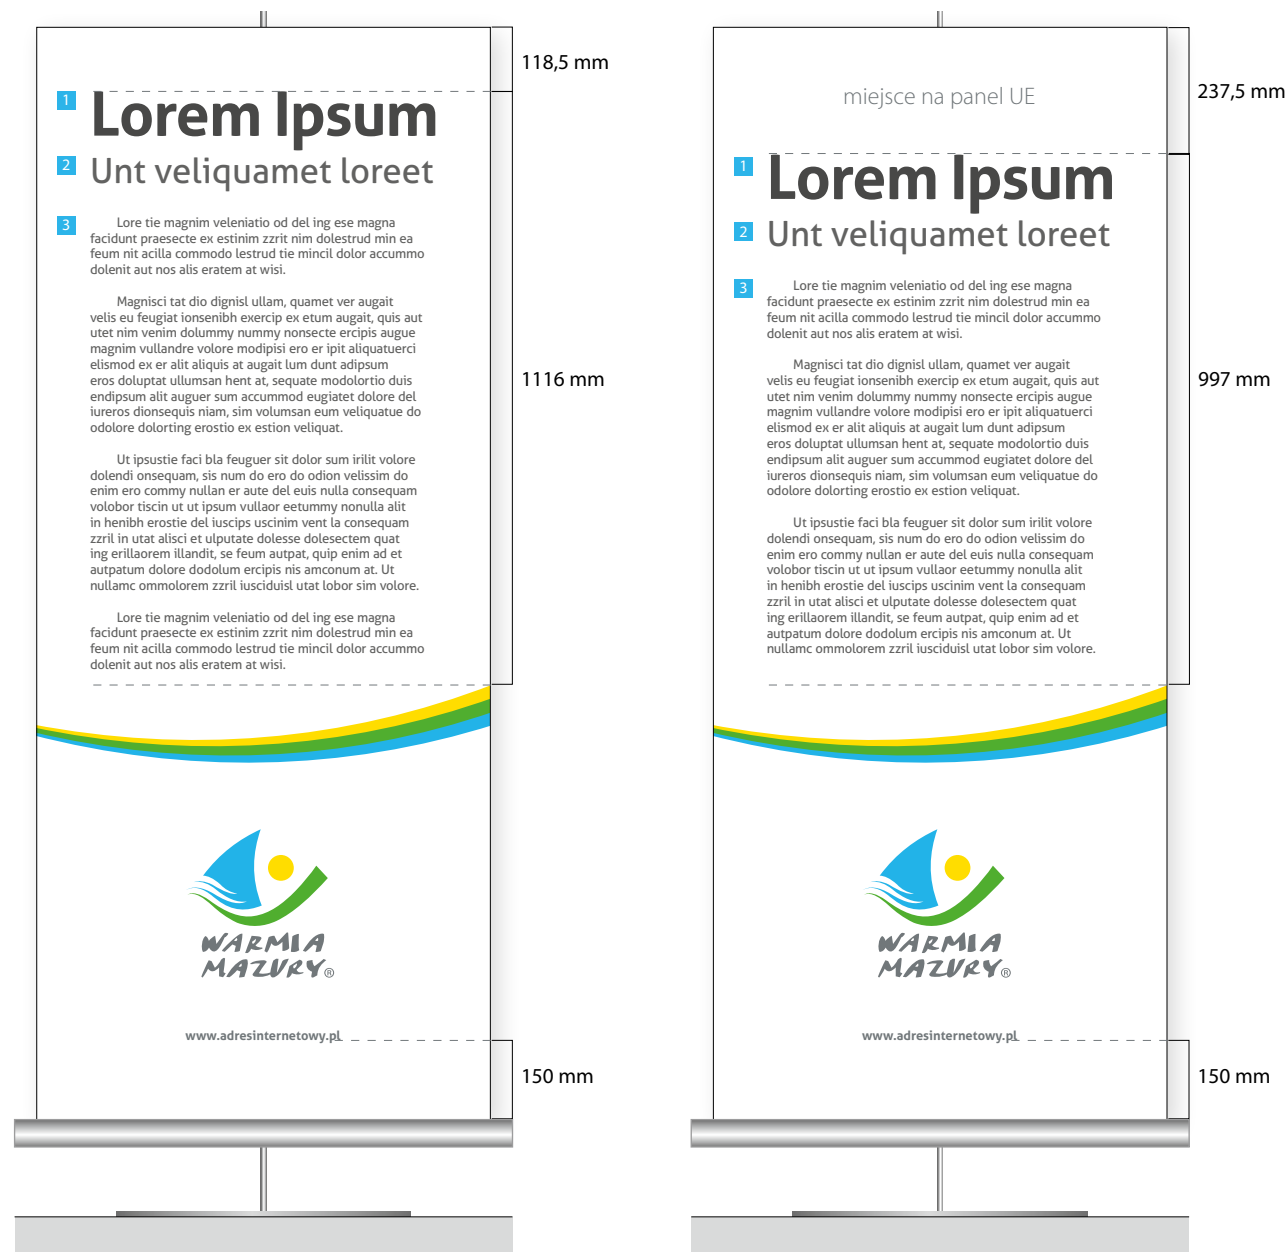 118,5 mm
1
Lorem Ipsum
2
Unt veliquamet loreet
3
Lore tie magnim veleniatio od del ing ese magna
facidunt praesecte ex estinim zzrit nim dolestrud min ea
feum nit acilla commodo lestrud tie mincil dolor accummo
dolenit aut nos alis eratem at wisi.
Magnisci tat dio dignisl ullam, quamet ver augait
velis eu feugiat ionsenibh exercip ex etum augait, quis aut
utet nim venim dolummy nummy nonsecte ercipis augue
magnim vullandre volore modipisi ero er ipit aliquatuerci
elismod ex er alit aliquis at augait lum dunt adipsum
eros doluptat ullumsan hent at, sequate modolortio duis
endipsum alit auguer sum accummod eugiatet dolore del
iureros dionsequis niam, sim volumsan eum veliquatue do
odolore dolorting erostio ex estion veliquat.
1116 mm
Ut ipsustie faci bla feuguer sit dolor sum irilit volore
dolendi onsequam, sis num do ero do odion velissim do
enim ero commy nullan er aute del euis nulla consequam
volobor tiscin ut ut ipsum vullaor eetummy nonulla alit
in henibh erostie del iuscips uscinim vent la consequam
zzril in utat alisci et ulputate dolesse dolesectem quat
ing erillaorem illandit, se feum autpat, quip enim ad et
autpatum dolore dodolum ercipis nis amconum at. Ut
nullamc ommolorem zzril iusciduisl utat lobor sim volore.
Lore tie magnim veleniatio od del ing ese magna
facidunt praesecte ex estinim zzrit nim dolestrud min ea
feum nit acilla commodo lestrud tie mincil dolor accummo
dolenit aut nos alis eratem at wisi.
WARMIA
MAZURY®
www.adresinternetowy.pl
150 mm
237,5 mm
miejsce na panel UE
1
Lorem Ipsum
2
Unt veliquamet loreet
3
Lore tie magnim veleniatio od del ing ese magna
facidunt praesecte ex estinim zzrit nim dolestrud min ea
feum nit acilla commodo lestrud tie mincil dolor accummo
dolenit aut nos alis eratem at wisi.
Magnisci tat dio dignisl ullam, quamet ver augait
velis eu feugiat ionsenibh exercip ex etum augait, quis aut
utet nim venim dolummy nummy nonsecte ercipis augue
magnim vullandre volore modipisi ero er ipit aliquatuerci
elismod ex er alit aliquis at augait lum dunt adipsum
eros doluptat ullumsan hent at, sequate modolortio duis
endipsum alit auguer sum accummod eugiatet dolore del
iureros dionsequis niam, sim volumsan eum veliquatue do
odolore dolorting erostio ex estion veliquat.
997 mm
Ut ipsustie faci bla feuguer sit dolor sum irilit volore
dolendi onsequam, sis num do ero do odion velissim do
enim ero commy nullan er aute del euis nulla consequam
volobor tiscin ut ut ipsum vullaor eetummy nonulla alit
in henibh erostie del iuscips uscinim vent la consequam
zzril in utat alisci et ulputate dolesse dolesectem quat
ing erillaorem illandit, se feum autpat, quip enim ad et
autpatum dolore dodolum ercipis nis amconum at. Ut
nullamc ommolorem zzril iusciduisl utat lobor sim volore.
WARMIA
MAZURY®
www.adresinternetowy.pl
150 mm